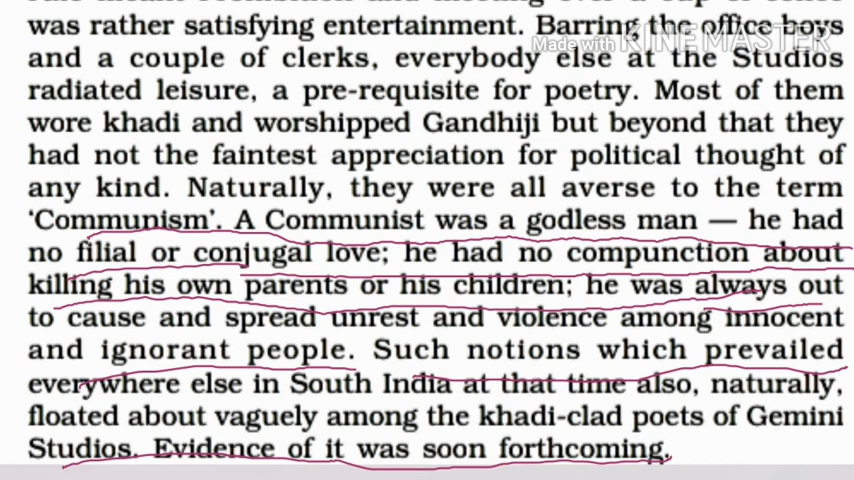 was rather satisfying entertainment. Barring the office boys
Made with KINEMASTER
and a couple of clerks, everybody else at the Studios
radiated leisure, a pre-requisite for poetry. Most of them
wore khadi and worshipped Gandhiji but beyond that they
had not the faintest appreciation for political thought of
any kind. Naturally, they were all averse to the term
‘Communism’. A Communist was a godless man — he had
no filial or conjugal love; he had no compunction about
killing his own parents or his children; he was always out
to cause and spread unrest and violence among innocent
and ignorant people. Such notions which prevailed
everywhere else in South India at that time also, naturally,
floated about vaguely among the khadi-clad poets of Gemini
Studios. Evidence of it was soon forthcoming.